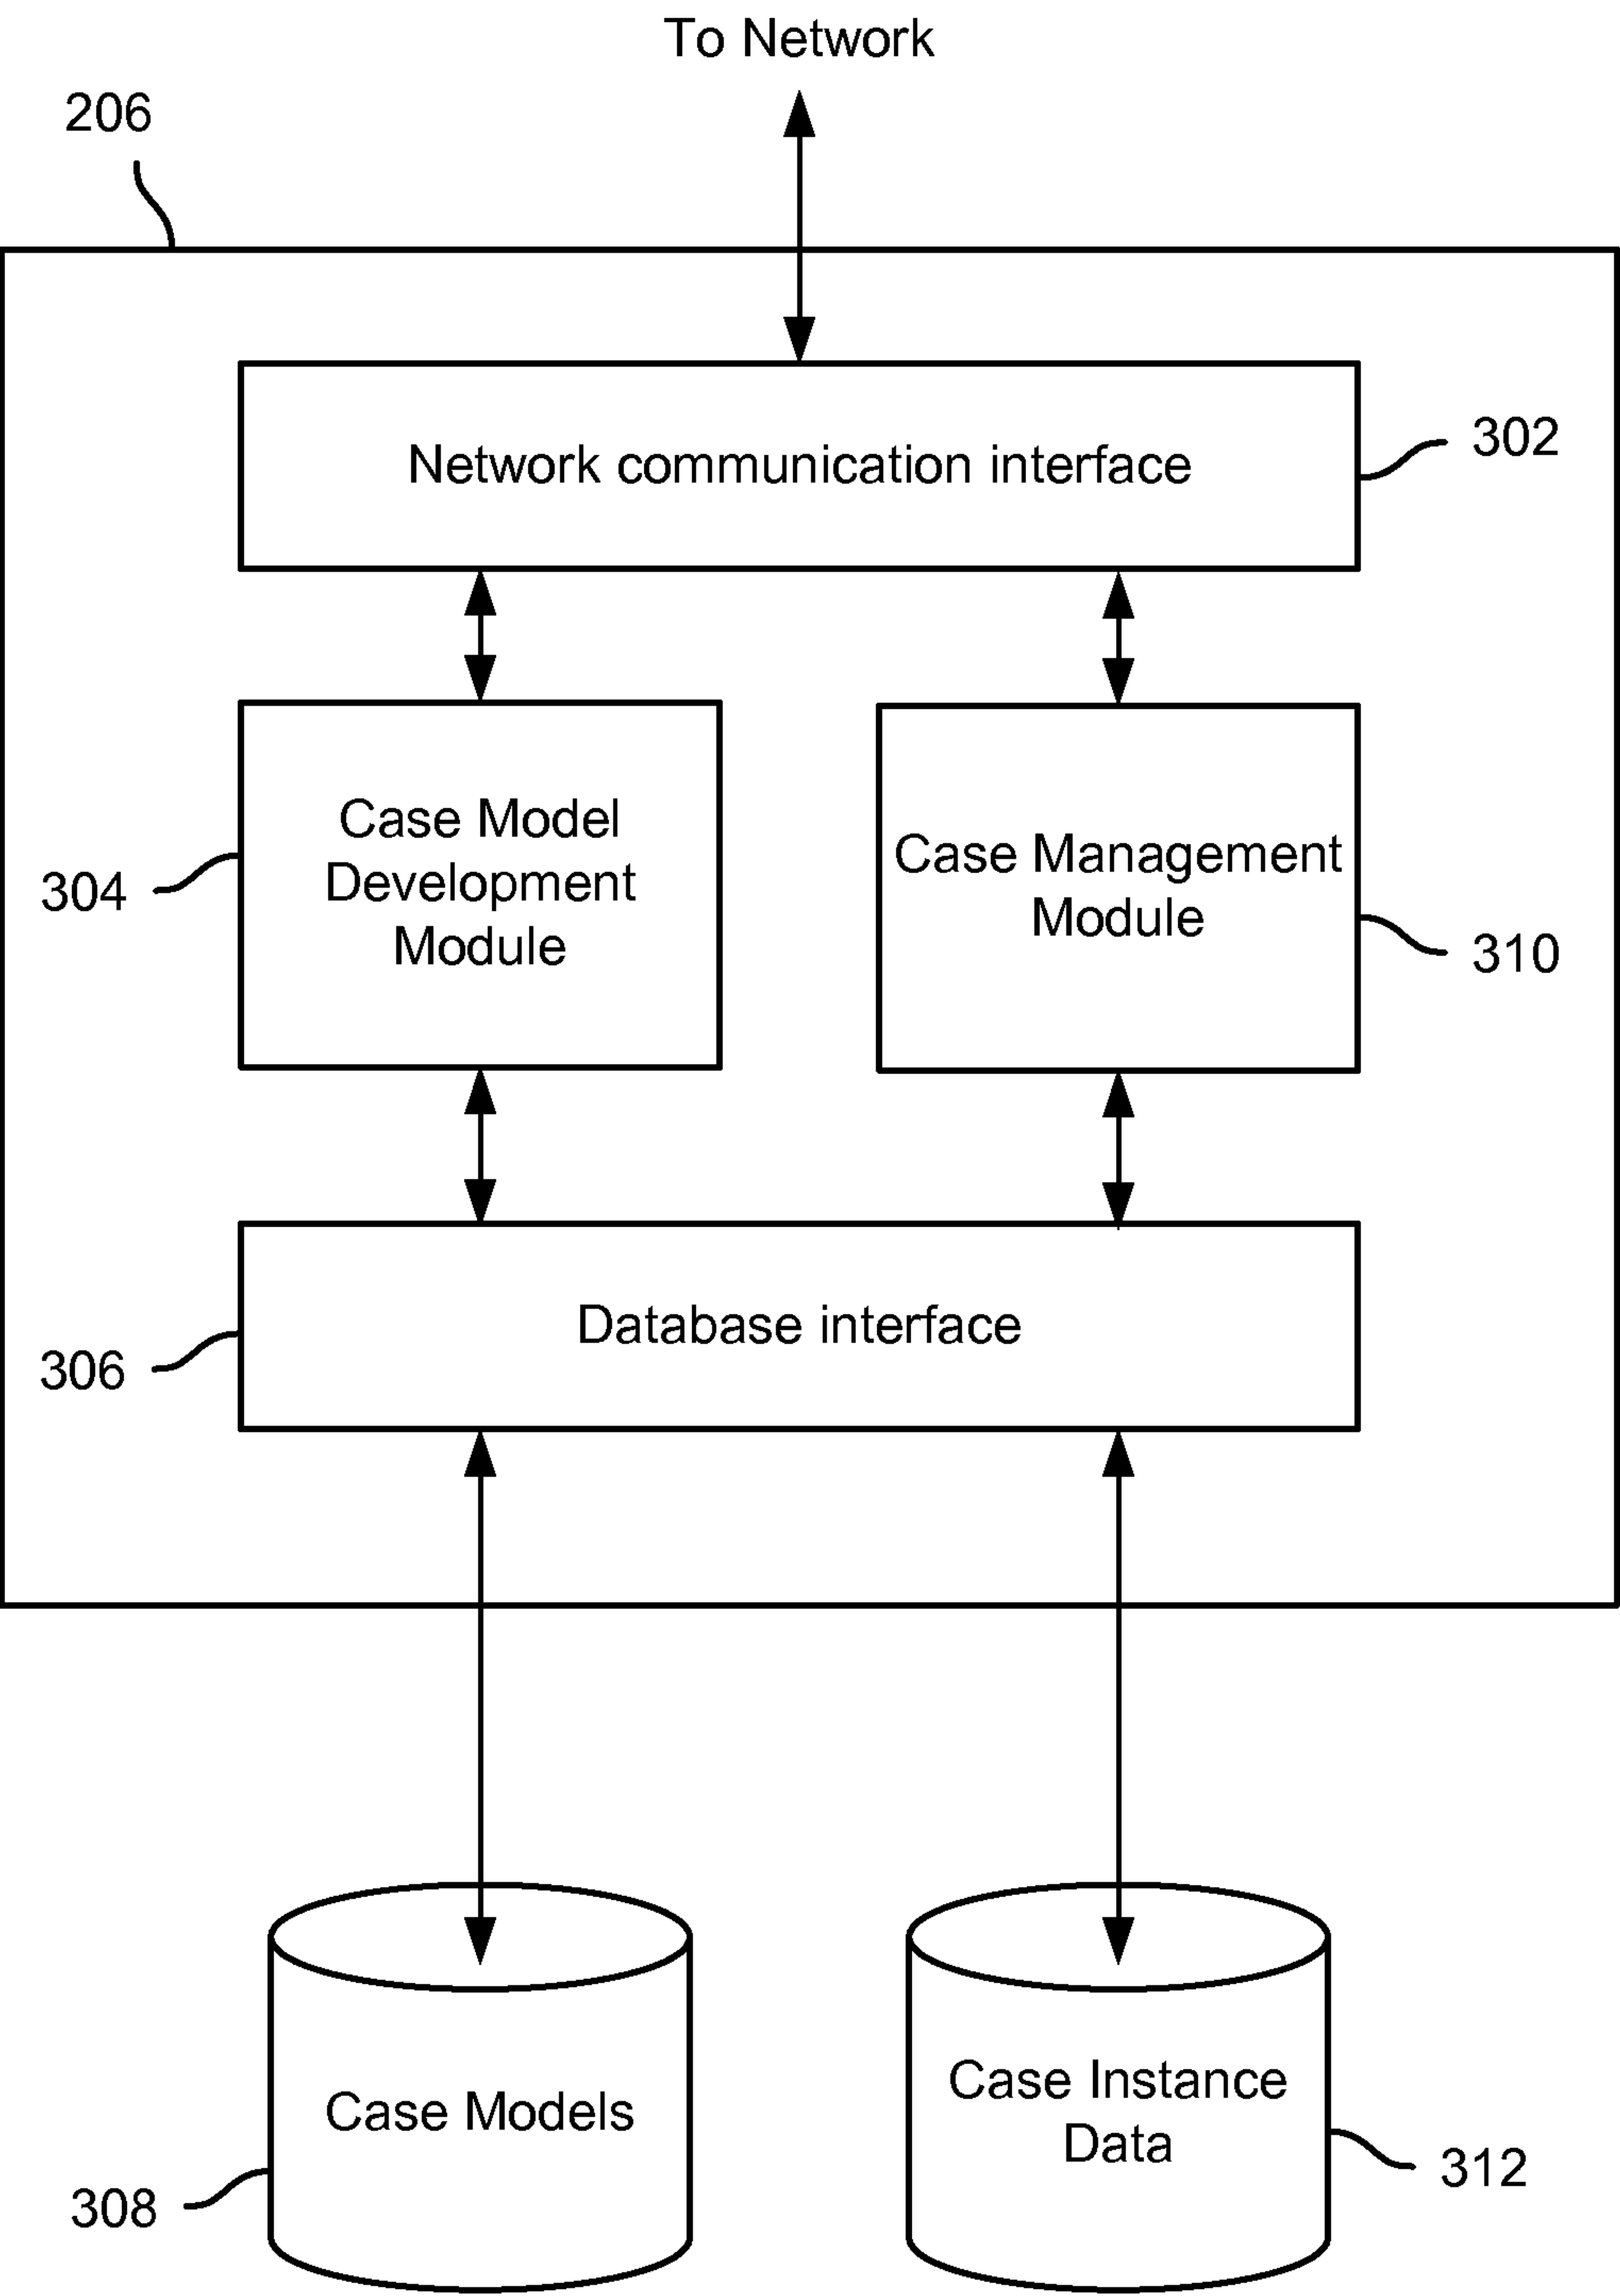 To Network
206
Network communication interface
302
Case Model
Development
Module
304
Case Management
Module
310
Database interface
306
Case Models
308
Case Instance
Data
312